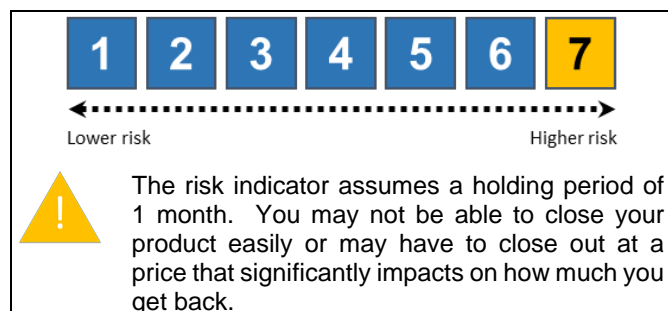 1 2 3 4 5 6 7
Lower risk Higher risk
!
The risk indicator assumes a holding period of
1 month. You may not be able to close your
product easily or may have to close out at a
price that significantly impacts on how much you
get back.